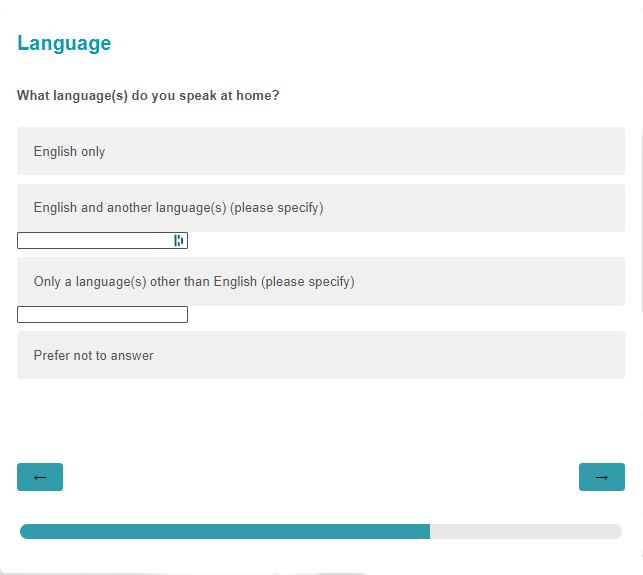 Language
What language(s) do you speak at home?
English only
English and another language(s) (please specify)
Only a language(s) other than English (please specify)
Prefer not to answer
← →